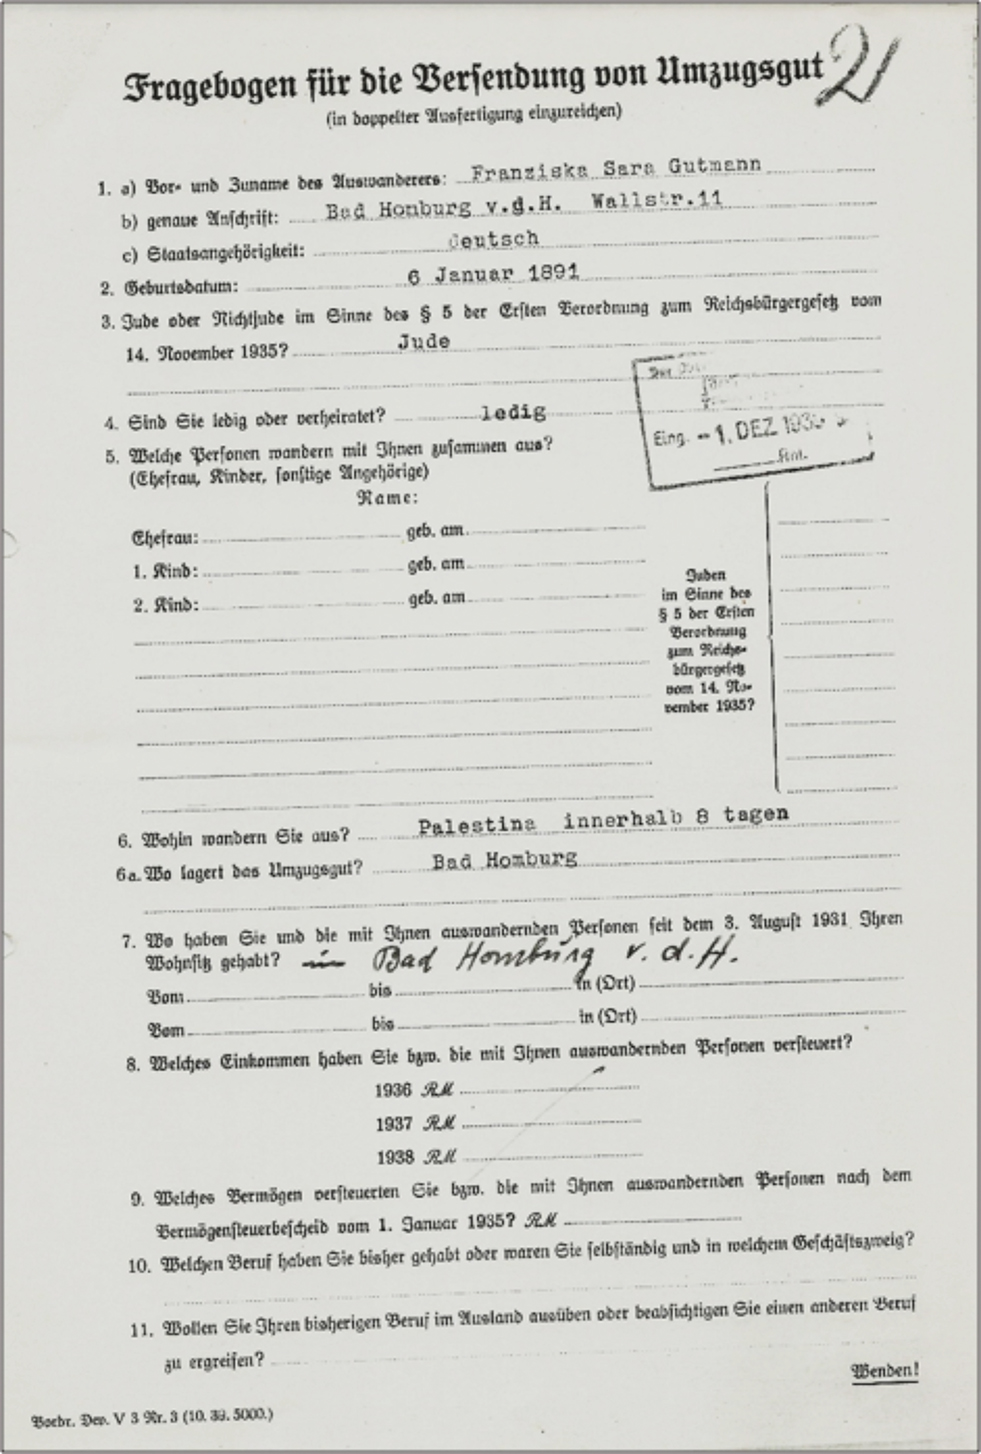 21
Fragebogen für die Versendung von Umzugsgut
(in doppelter Ausfertigung einzureichen)
1. a) Vor- und Zuname des Auswanderers: Franziska Sara Gutmann
b) genaue Anschrift: Bad Homburg v.d.H. Wallstr.11
c) Staatsangehörigkeit: deutsch
2. Geburtsdatum: 6 Januar 1891
3. Jude oder Nichtjude im Sinne des § 5 der Ersten Verordnung zum Reichsbürgergesetz vom
14. November 1935? Jude
4. Sind Sie ledig oder verheiratet? ledig
Eing. - 1. DEZ
Amt.
5. Welche Personen wandern mit Ihnen zusammen aus?
(Ehefrau, Kinder, sonstige Angehörige)
Name:
Ehefrau: geb. am
1. Kind: geb. am
2. Kind: geb. am
Juden
im Sinne des
§ 5 der Ersten
Verordnung
zum Reichs-
bürgergesetz
vom 14. No-
vember 1935?
6. Wohin wandern Sie aus? Palestina innerhalb 8 tagen
6a. Wo lagert das Umzugsgut? Bad Homburg
7. Wo haben Sie und die mit Ihnen auswandernden Personen seit dem 3. August 1931 Ihren
Wohnsitz gehabt? in Bad Homburg v. d. H.
Vom bis in (Ort)
Vom bis in (Ort)
8. Welches Einkommen haben Sie bzw. die mit Ihnen auswandernden Personen versteuert?
1936 RM
1937 RM
1938 RM
9. Welches Vermögen versteuerten Sie bzw. die mit Ihnen auswandernden Personen nach dem
Vermögensteuerbescheid vom 1. Januar 1935? RM
10. Welchen Beruf haben Sie bisher gehabt oder waren Sie selbständig und in welchem Geschäftszweig?
11. Wollen Sie Ihren bisherigen Beruf im Ausland ausüben oder beabsichtigen Sie einen anderen Beruf
zu ergreifen?
Wenden!
Vordr. Dev. V 3 Nr. 3 (10. 39. 5000.)